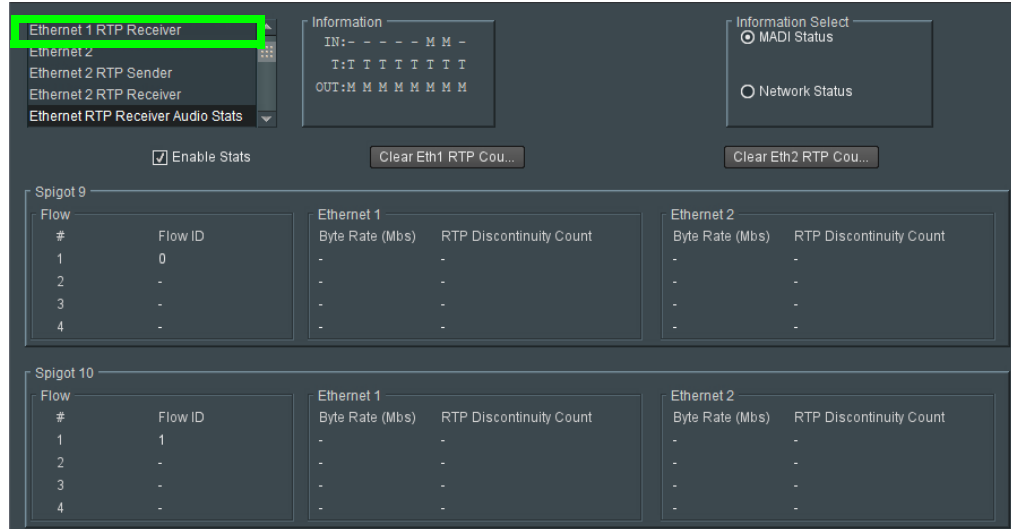 Ethernet 1 RTP Receiver
Ethernet 2
Ethernet 2 RTP Sender
Ethernet 2 RTP Receiver
Ethernet RTP Receiver Audio Stats
Information
IN:- - - - - M M -
T:T T T T T T T T
OUT:M M M M M M M M
Information Select
MADI Status
Network Status
Enable Stats
Clear Eth1 RTP Cou...
Clear Eth2 RTP Cou...
Spigot 9
Flow Ethernet 1 Ethernet 2
# Flow ID Byte Rate (Mbs) RTP Discontinuity Count Byte Rate (Mbs) RTP Discontinuity Count
1 0 - - - -
2 - - - - -
3 - - - - -
4 - - - - -
Spigot 10
Flow Ethernet 1 Ethernet 2
# Flow ID Byte Rate (Mbs) RTP Discontinuity Count Byte Rate (Mbs) RTP Discontinuity Count
1 1 - - - -
2 - - - - -
3 - - - - -
4 - - - - -